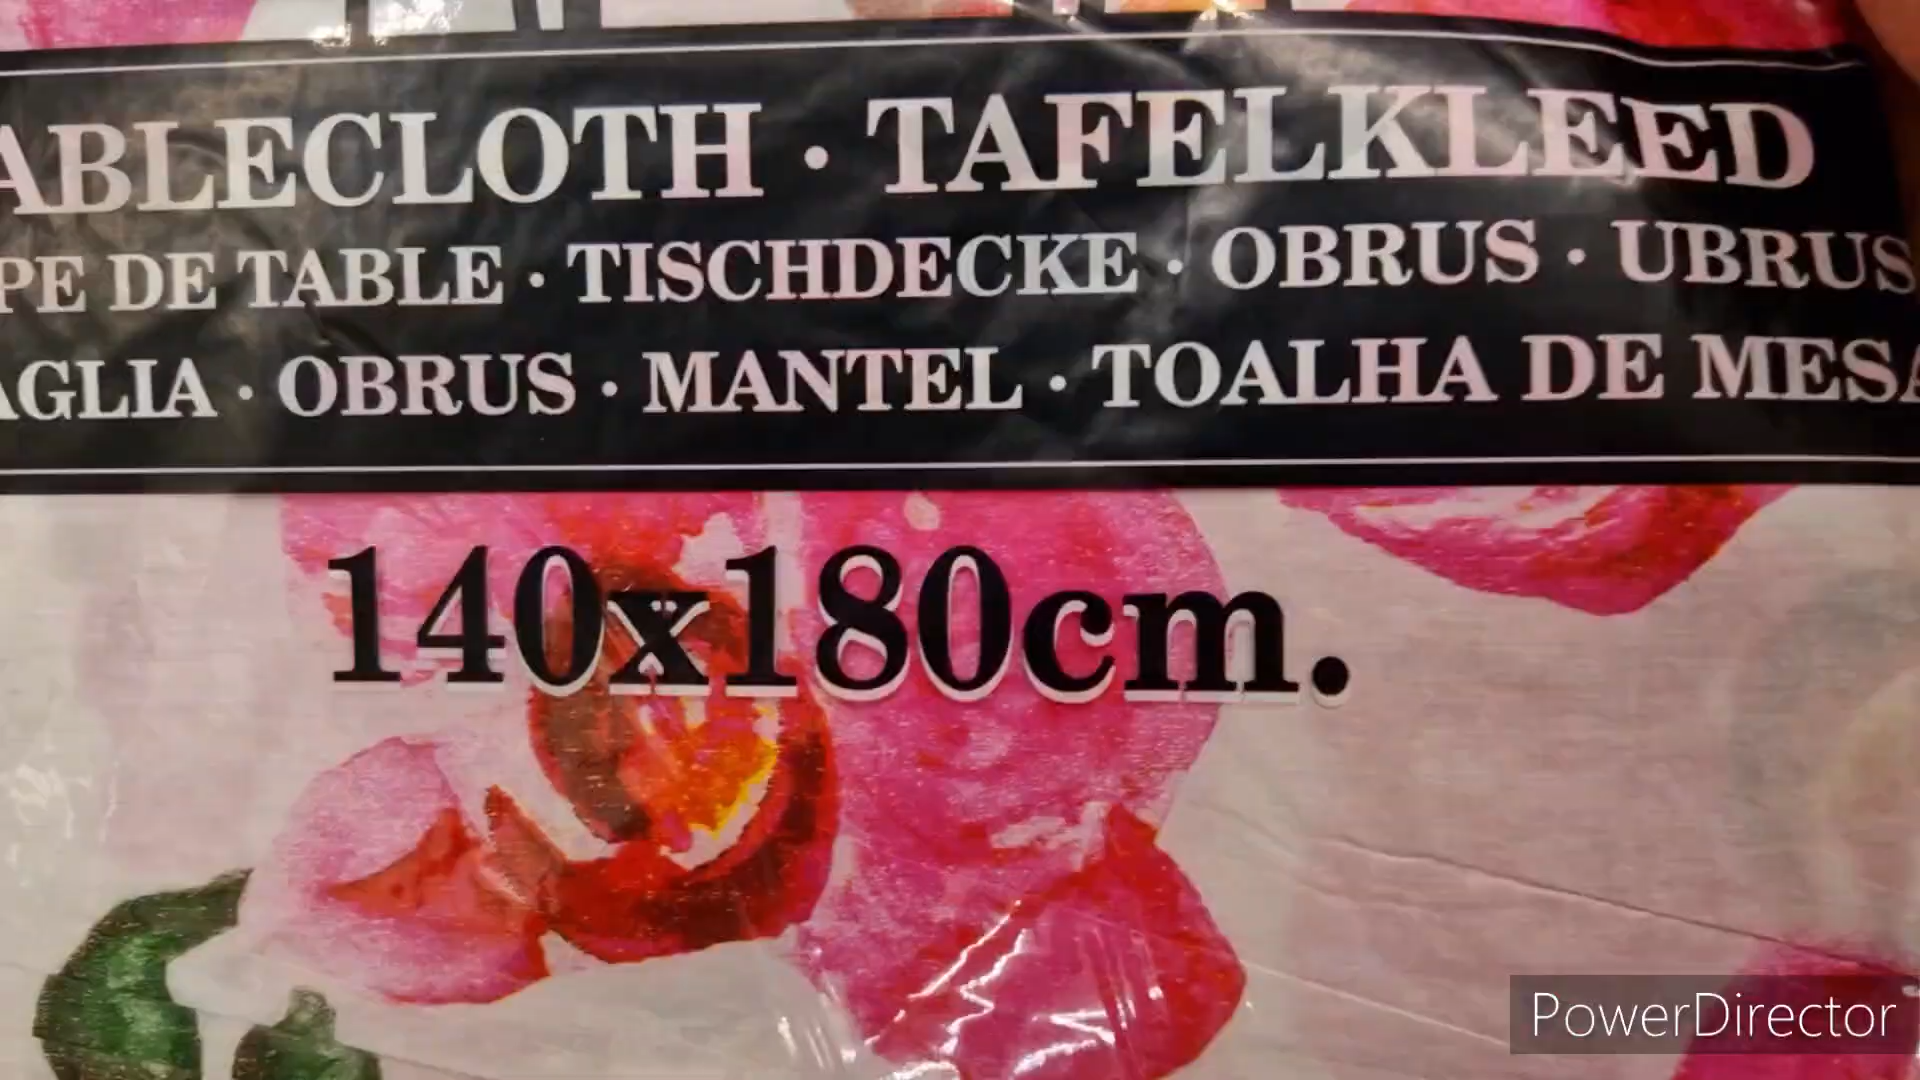 ABLECLOTH · TAFELKLEED
PE DE TABLE · TISCHDECKE · OBRUS · UBRUS
AGLIA · OBRUS · MANTEL · TOALHA DE MESA
140x180cm.
PowerDirector